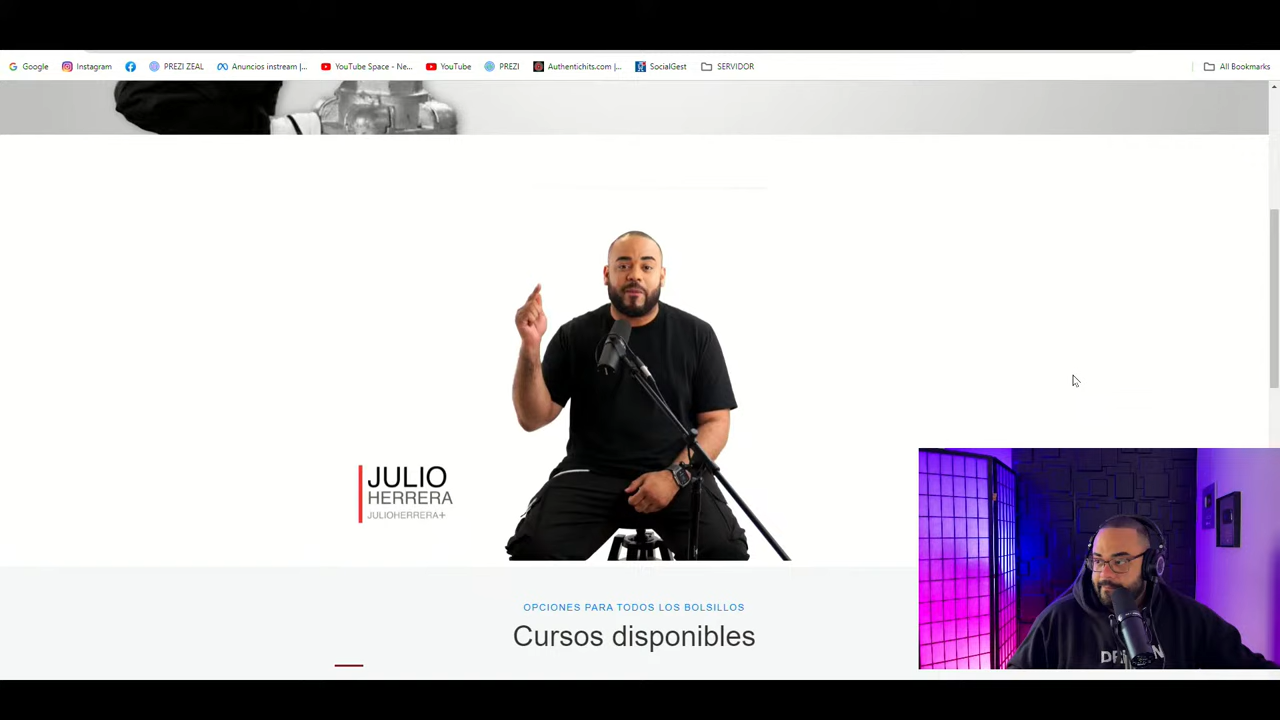 Google
Instagram
PREZI ZEAL
Anuncios instream |...
YouTube Space - Ne...
YouTube
PREZI
Authentichits.com |...
SocialGest
SERVIDOR
All Bookmarks
JULIO
HERRERA
JULIOHERRERA+
OPCIONES PARA TODOS LOS BOLSILLOS
Cursos disponibles